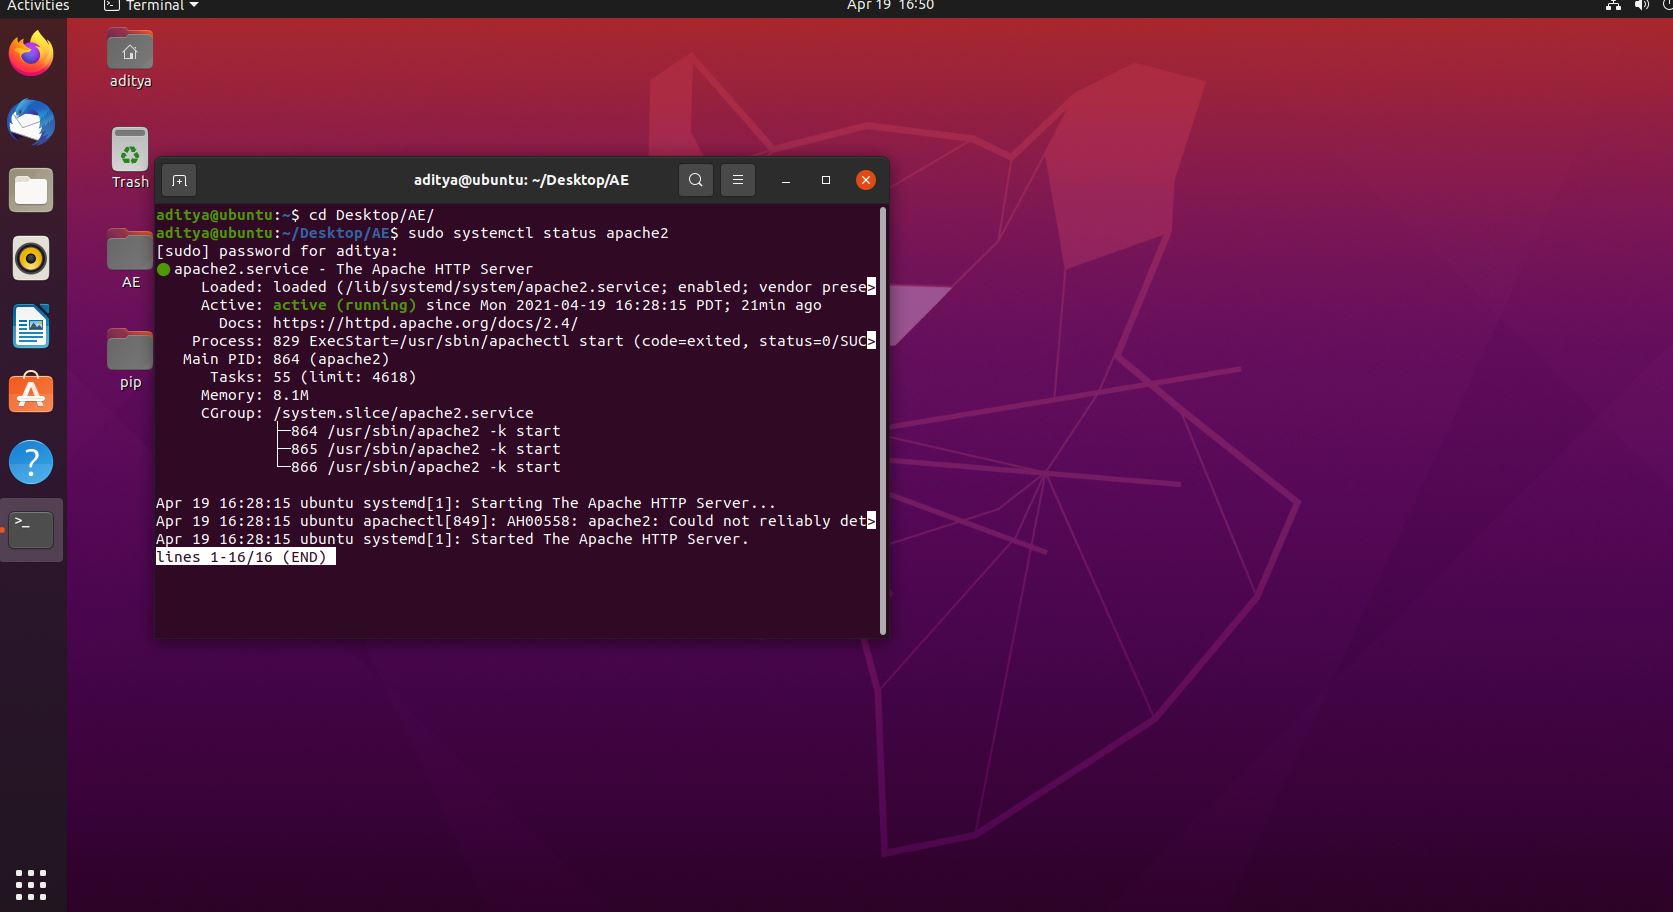 Activities
Terminal
Apr 19 16:50
aditya
Trash
AE
pip
aditya@ubuntu: ~/Desktop/AE
aditya@ubuntu:~$ cd Desktop/AE/
aditya@ubuntu:~/Desktop/AE$ sudo systemctl status apache2
[sudo] password for aditya:
● apache2.service - The Apache HTTP Server
     Loaded: loaded (/lib/systemd/system/apache2.service; enabled; vendor prese>
     Active: active (running) since Mon 2021-04-19 16:28:15 PDT; 21min ago
       Docs: https://httpd.apache.org/docs/2.4/
    Process: 829 ExecStart=/usr/sbin/apachectl start (code=exited, status=0/SUC>
   Main PID: 864 (apache2)
      Tasks: 55 (limit: 4618)
     Memory: 8.1M
     CGroup: /system.slice/apache2.service
             ├─864 /usr/sbin/apache2 -k start
             ├─865 /usr/sbin/apache2 -k start
             └─866 /usr/sbin/apache2 -k start
Apr 19 16:28:15 ubuntu systemd[1]: Starting The Apache HTTP Server...
Apr 19 16:28:15 ubuntu apachectl[849]: AH00558: apache2: Could not reliably det>
Apr 19 16:28:15 ubuntu systemd[1]: Started The Apache HTTP Server.
lines 1-16/16 (END)